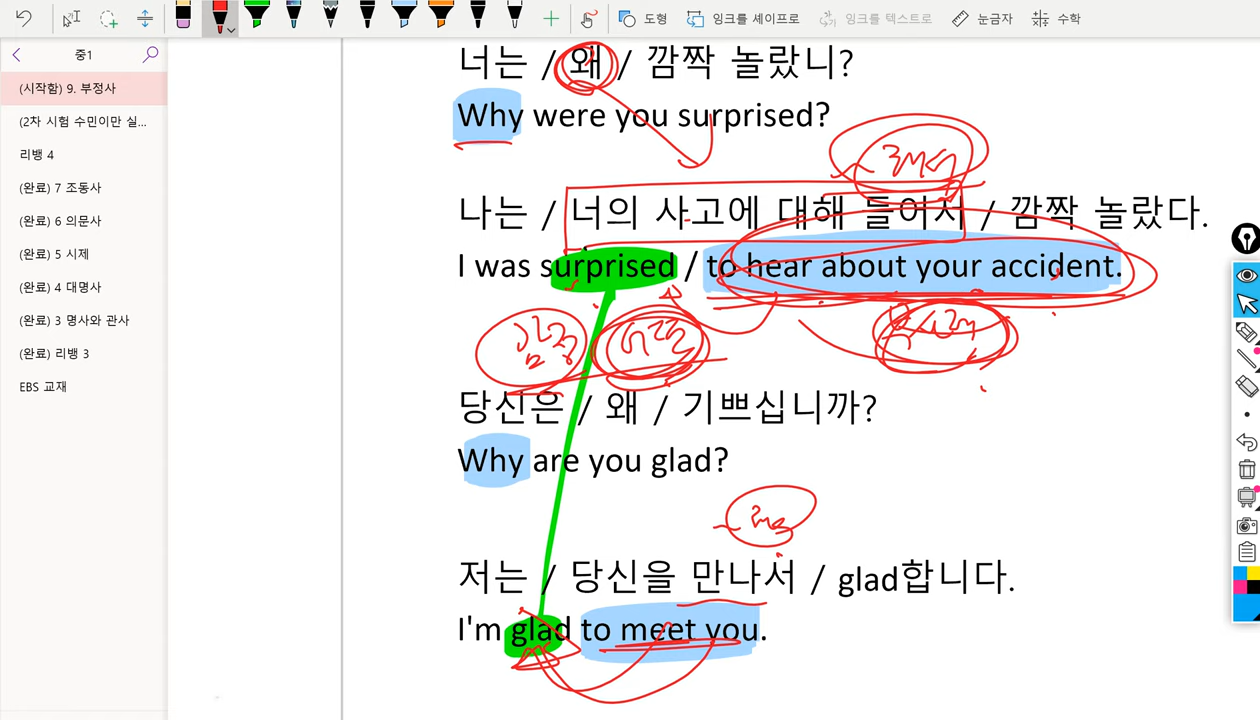 도형
잉크를 셰이프로
잉크를 텍스트로
눈금자
수학
중1
(시작함) 9. 부정사
(2차 시험 수민이만 실...
리뱅 4
(완료) 7 조동사
(완료) 6 의문사
(완료) 5 시제
(완료) 4 대명사
(완료) 3 명사와 관사
(완료) 리뱅 3
EBS 교재
너는 / 왜 / 깜짝 놀랐니?
Why were you surprised?
나는 / 너의 사고에 대해 들어서 / 깜짝 놀랐다.
I was surprised / to hear about your accident.
감정
당신은 / 왜 / 기쁘십니까?
Why are you glad?
저는 / 당신을 만나서 / glad합니다.
I'm glad to meet you.